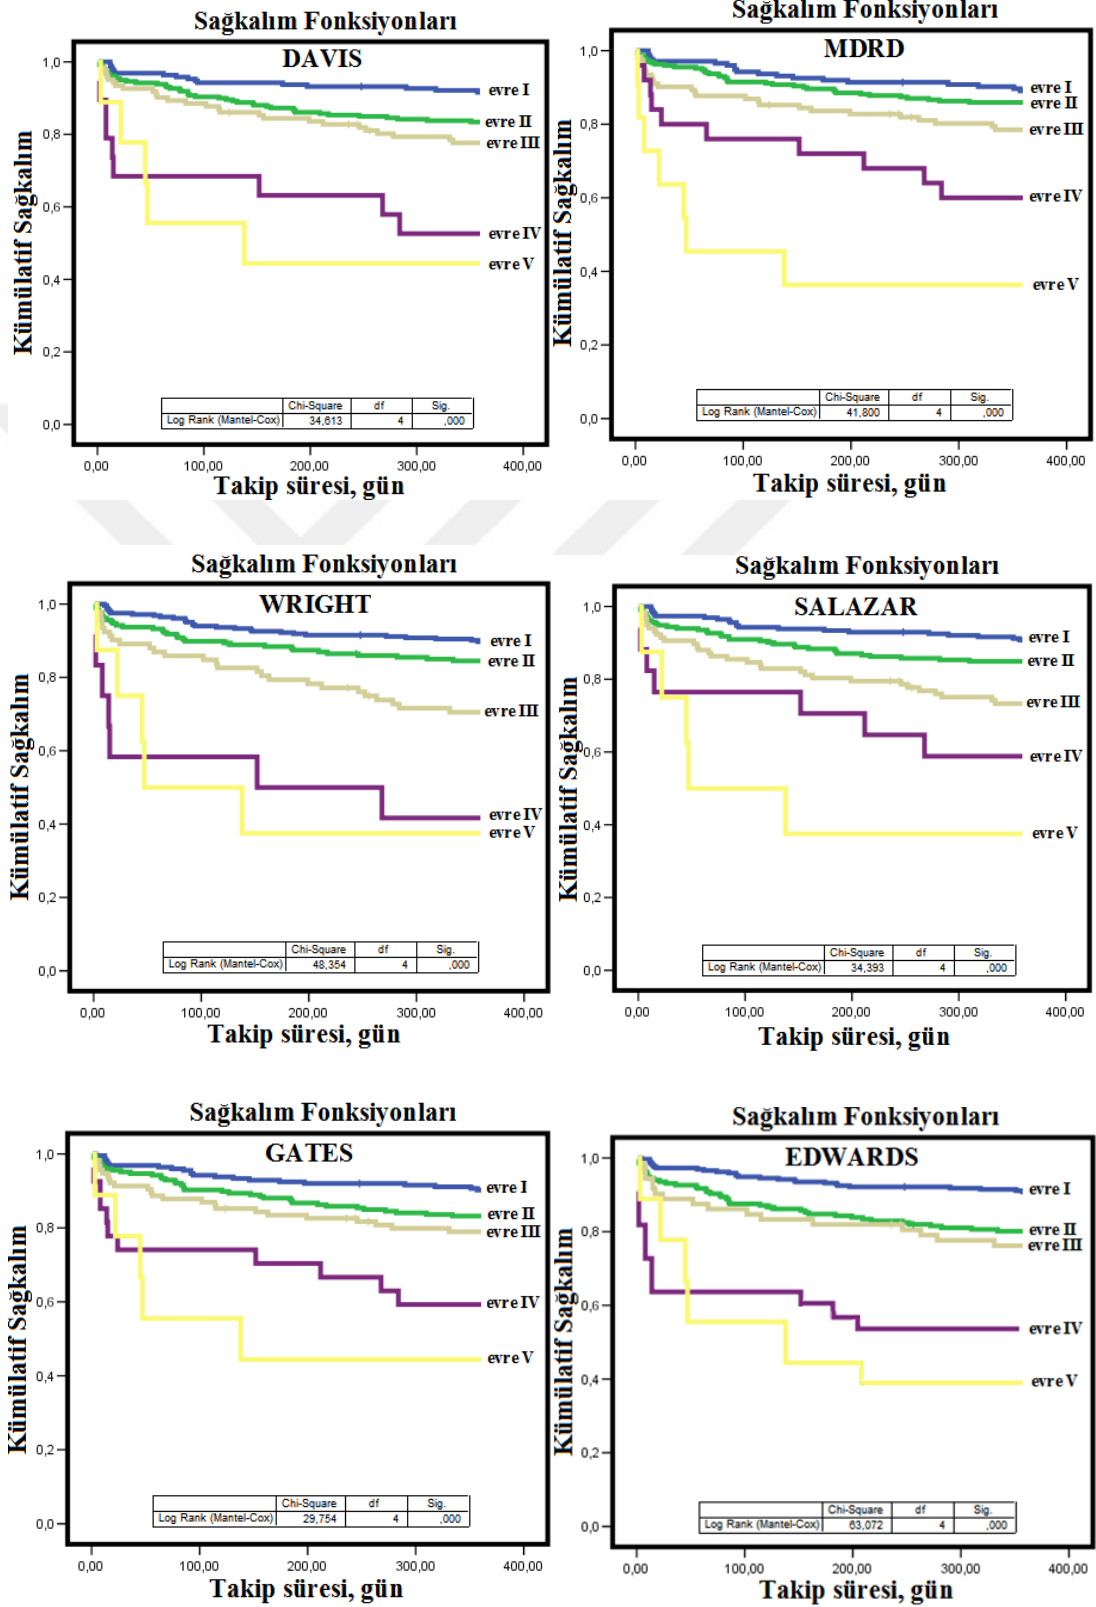 Sağkalım Fonksiyonları
DAVIS
Kümülatif Sağkalım
1,0
0,8
0,6
0,4
0,2
0,0
evre I
evre II
evre III
evre IV
evre V
Chi-Square df Sig.
Log Rank (Mantel-Cox) 34,613 4 ,000
0,00 100,00 200,00 300,00 400,00
Takip süresi, gün
Sağkalım Fonksiyonları
MDRD
Kümülatif Sağkalım
1,0
0,8
0,6
0,4
0,2
0,0
evre I
evre II
evre III
evre IV
evre V
Chi-Square df Sig.
Log Rank (Mantel-Cox) 41,800 4 ,000
0,00 100,00 200,00 300,00 400,00
Takip süresi, gün
Sağkalım Fonksiyonları
WRIGHT
Kümülatif Sağkalım
1,0
0,8
0,6
0,4
0,2
0,0
evre I
evre II
evre III
evre IV
evre V
Chi-Square df Sig.
Log Rank (Mantel-Cox) 48,354 4 ,000
0,00 100,00 200,00 300,00 400,00
Takip süresi, gün
Sağkalım Fonksiyonları
SALAZAR
Kümülatif Sağkalım
1,0
0,8
0,6
0,4
0,2
0,0
evre I
evre II
evre III
evre IV
evre V
Chi-Square df Sig.
Log Rank (Mantel-Cox) 34,393 4 ,000
0,00 100,00 200,00 300,00 400,00
Takip süresi, gün
Sağkalım Fonksiyonları
GATES
Kümülatif Sağkalım
1,0
0,8
0,6
0,4
0,2
0,0
evre I
evre II
evre III
evre IV
evre V
Chi-Square df Sig.
Log Rank (Mantel-Cox) 29,754 4 ,000
0,00 100,00 200,00 300,00 400,00
Takip süresi, gün
Sağkalım Fonksiyonları
EDWARDS
Kümülatif Sağkalım
1,0
0,8
0,6
0,4
0,2
0,0
evre I
evre II
evre III
evre IV
evre V
Chi-Square df Sig.
Log Rank (Mantel-Cox) 63,072 4 ,000
0,00 100,00 200,00 300,00 400,00
Takip süresi, gün